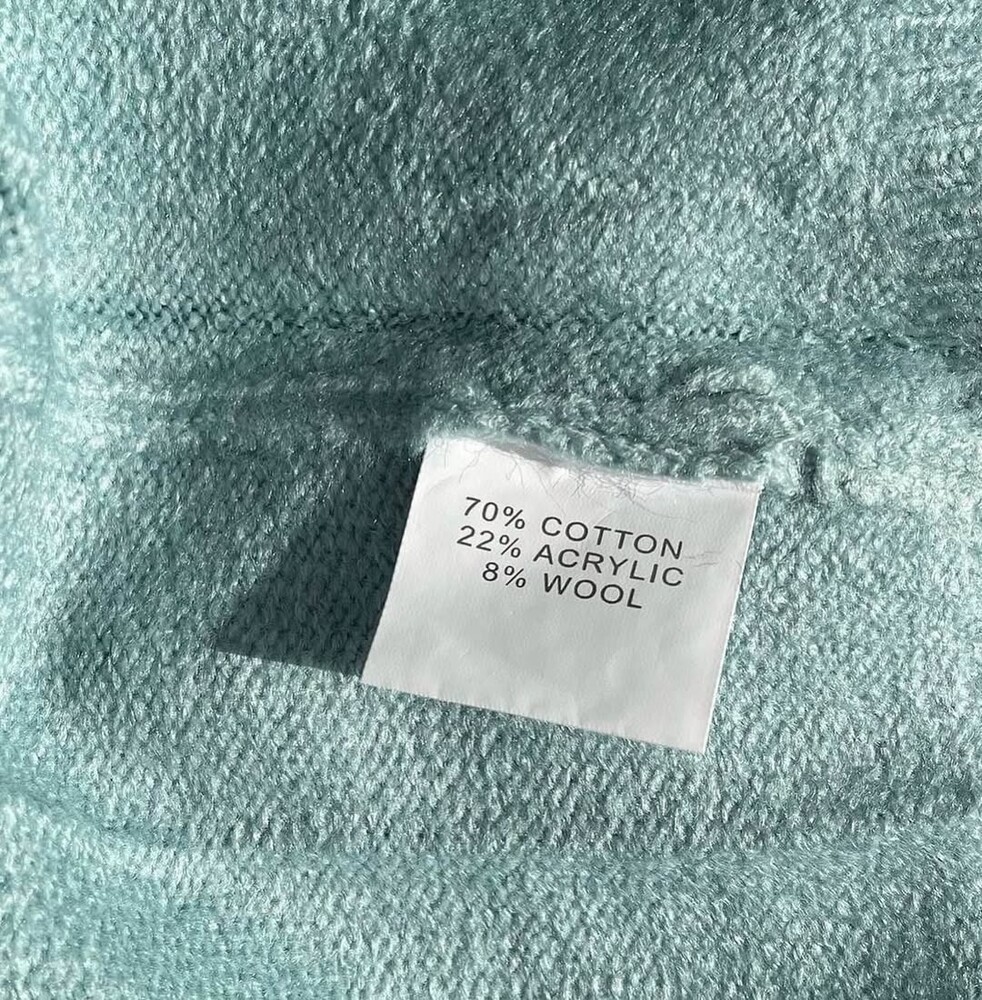 70% COTTON
22% ACRYLIC
8% WOOL